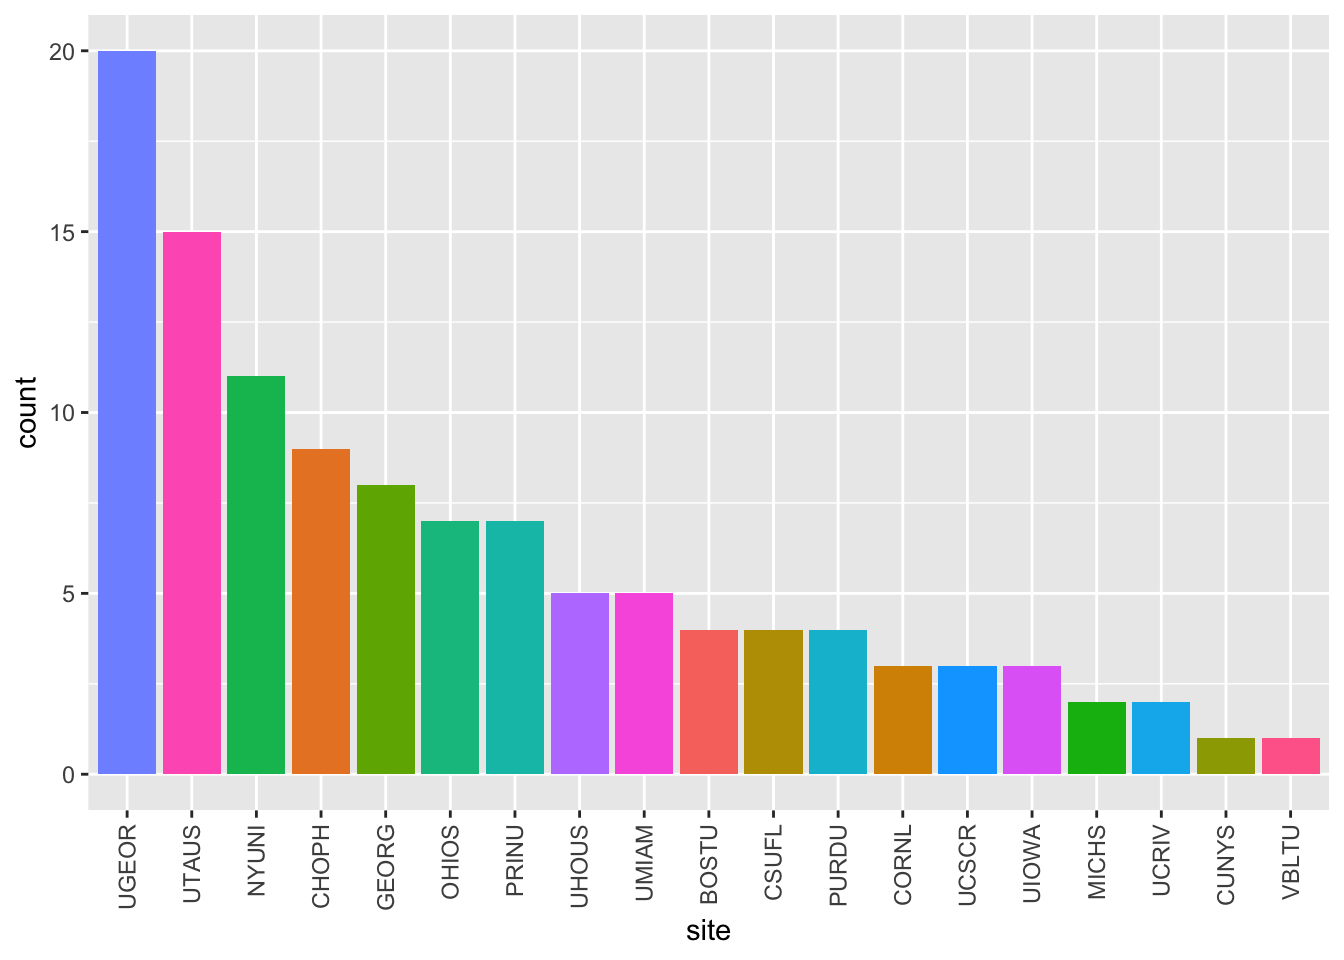 20
15
10
5
0
count
UGEOR
UTAUS
NYUNI
CHOPH
GEORG
OHIOS
PRINU
UHOUS
UMIAM
BOSTU
CSUFL
PURDU
CORNL
UCSCR
UIOWA
MICHS
UCRIV
CUNYS
VBLTU
site